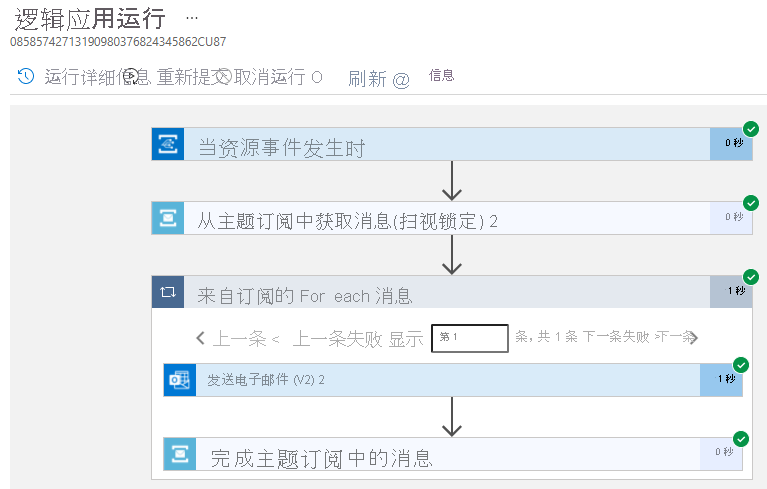 逻辑应用运行 ...
08585742713190980376824345862CU87
运行详细信息 重新提交 取消运行 O 刷新 @ 信息
当资源事件发生时 0 秒
从主题订阅中获取消息(扫视锁定) 2 0 秒
来自订阅的 For each 消息 1 秒
上一条 < 上一条失败 显示 第 1 条, 共 1 条 下一条失败 >下一条
发送电子邮件 (V2) 2 1 秒
完成主题订阅中的消息 0 秒